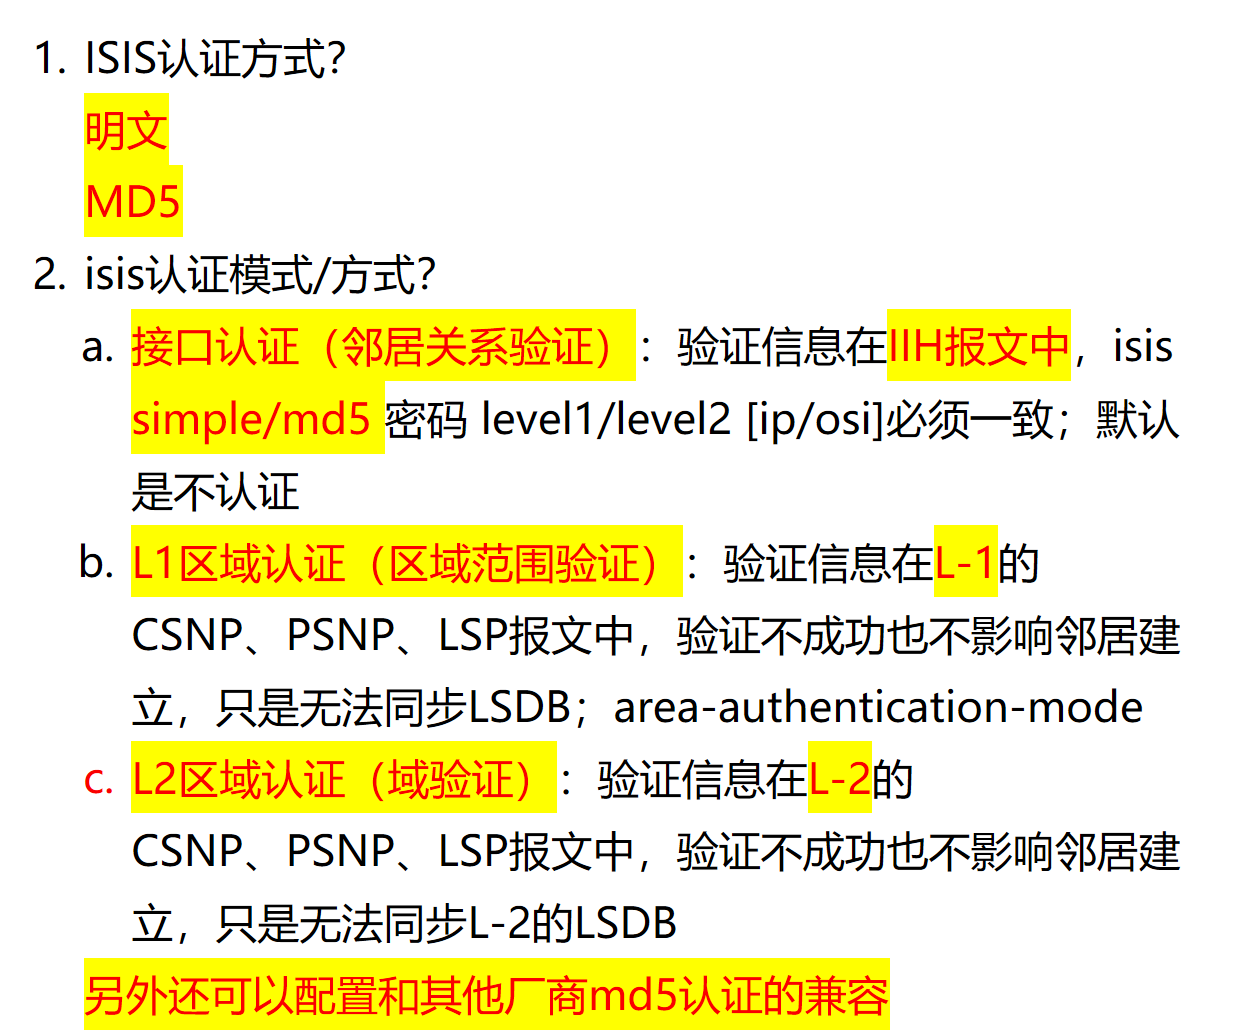 1. ISIS认证方式？
明文
MD5
2. isis认证模式/方式？
a. 接口认证（邻居关系验证）：验证信息在IIH报文中，isis
simple/md5 密码 level1/level2 [ip/osi]必须一致；默认
是不认证
b. L1区域认证（区域范围验证）：验证信息在L-1的
CSNP、PSNP、LSP报文中，验证不成功也不影响邻居建
立，只是无法同步LSDB；area-authentication-mode
c. L2区域认证（域验证）：验证信息在L-2的
CSNP、PSNP、LSP报文中，验证不成功也不影响邻居建
立，只是无法同步L-2的LSDB
另外还可以配置和其他厂商md5认证的兼容